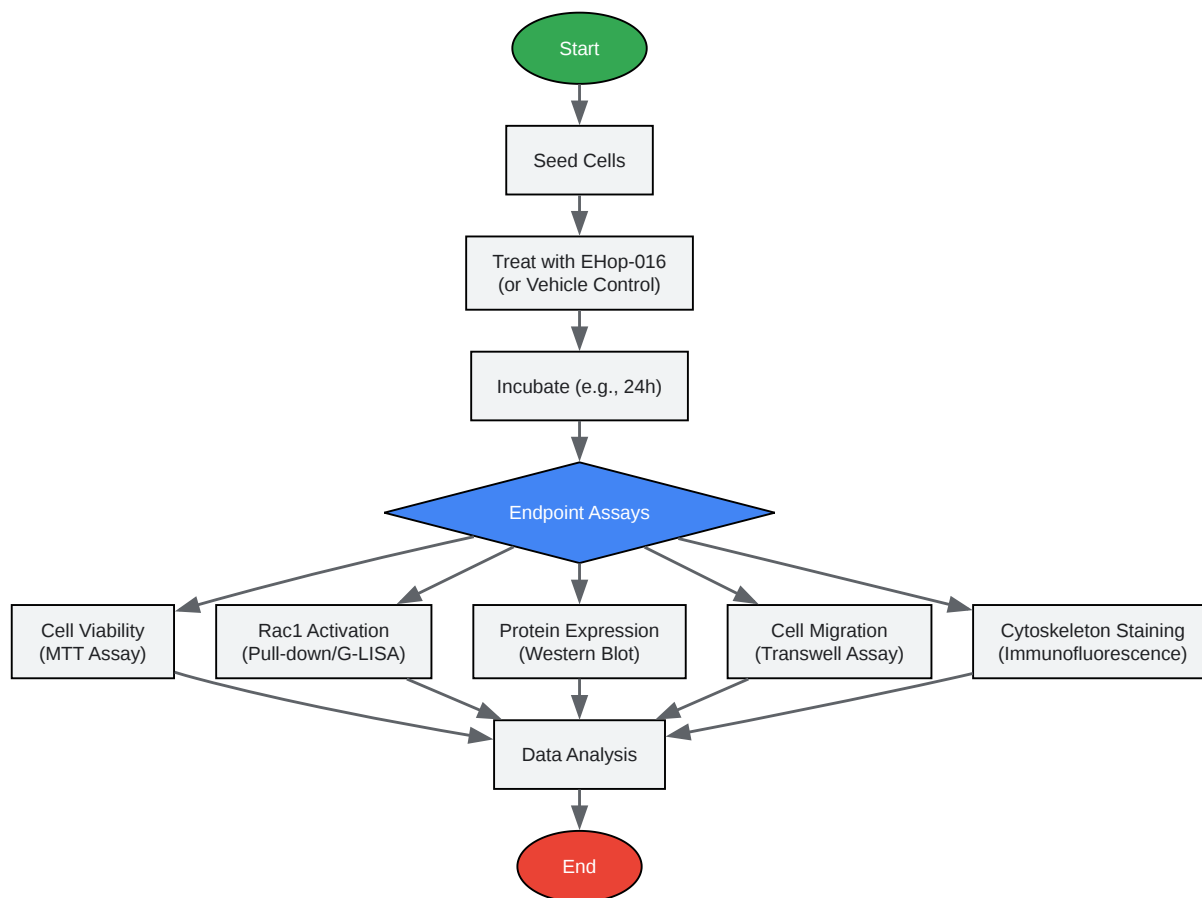 Start
Seed Cells
Treat with EHop-016
(or Vehicle Control)
Incubate (e.g., 24h)
Endpoint Assays
Cell Viability
(MTT Assay)
Rac1 Activation
(Pull-down/G-LISA)
Protein Expression
(Western Blot)
Cell Migration
(Transwell Assay)
Cytoskeleton Staining
(Immunofluorescence)
Data Analysis
End